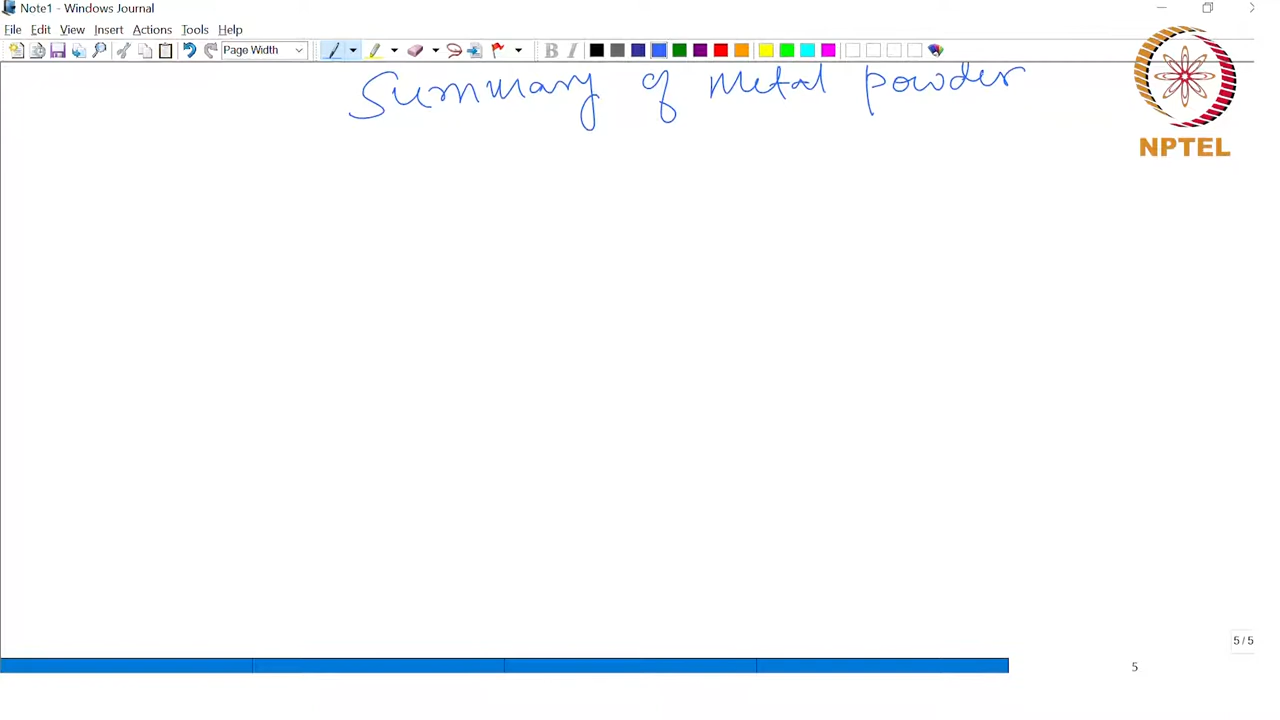 Note1 - Windows Journal
File Edit View Insert Actions Tools Help
Page Width B I
Summary of Metal powder
NPTEL
5 / 5
5